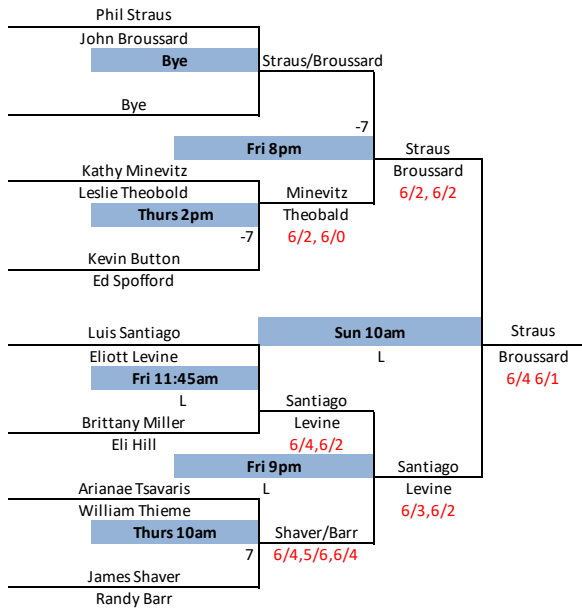 Phil Straus
John Broussard
Bye
Straus/Broussard
Bye
-7
Fri 8pm
Straus
Kathy Minevitz
Broussard
Leslie Theobold
Minevitz
6/2, 6/2
Thurs 2pm
Theobald
-7
6/2, 6/0
Kevin Button
Ed Spofford
Luis Santiago
Sun 10am
Straus
Eliott Levine
L
Broussard
Fri 11:45am
6/4 6/1
L
Santiago
Brittany Miller
Levine
Eli Hill
6/4,6/2
Fri 9pm
Santiago
Arianae Tsavaris
L
Levine
William Thieme
6/3,6/2
Thurs 10am
Shaver/Barr
7
6/4,5/6,6/4
James Shaver
Randy Barr